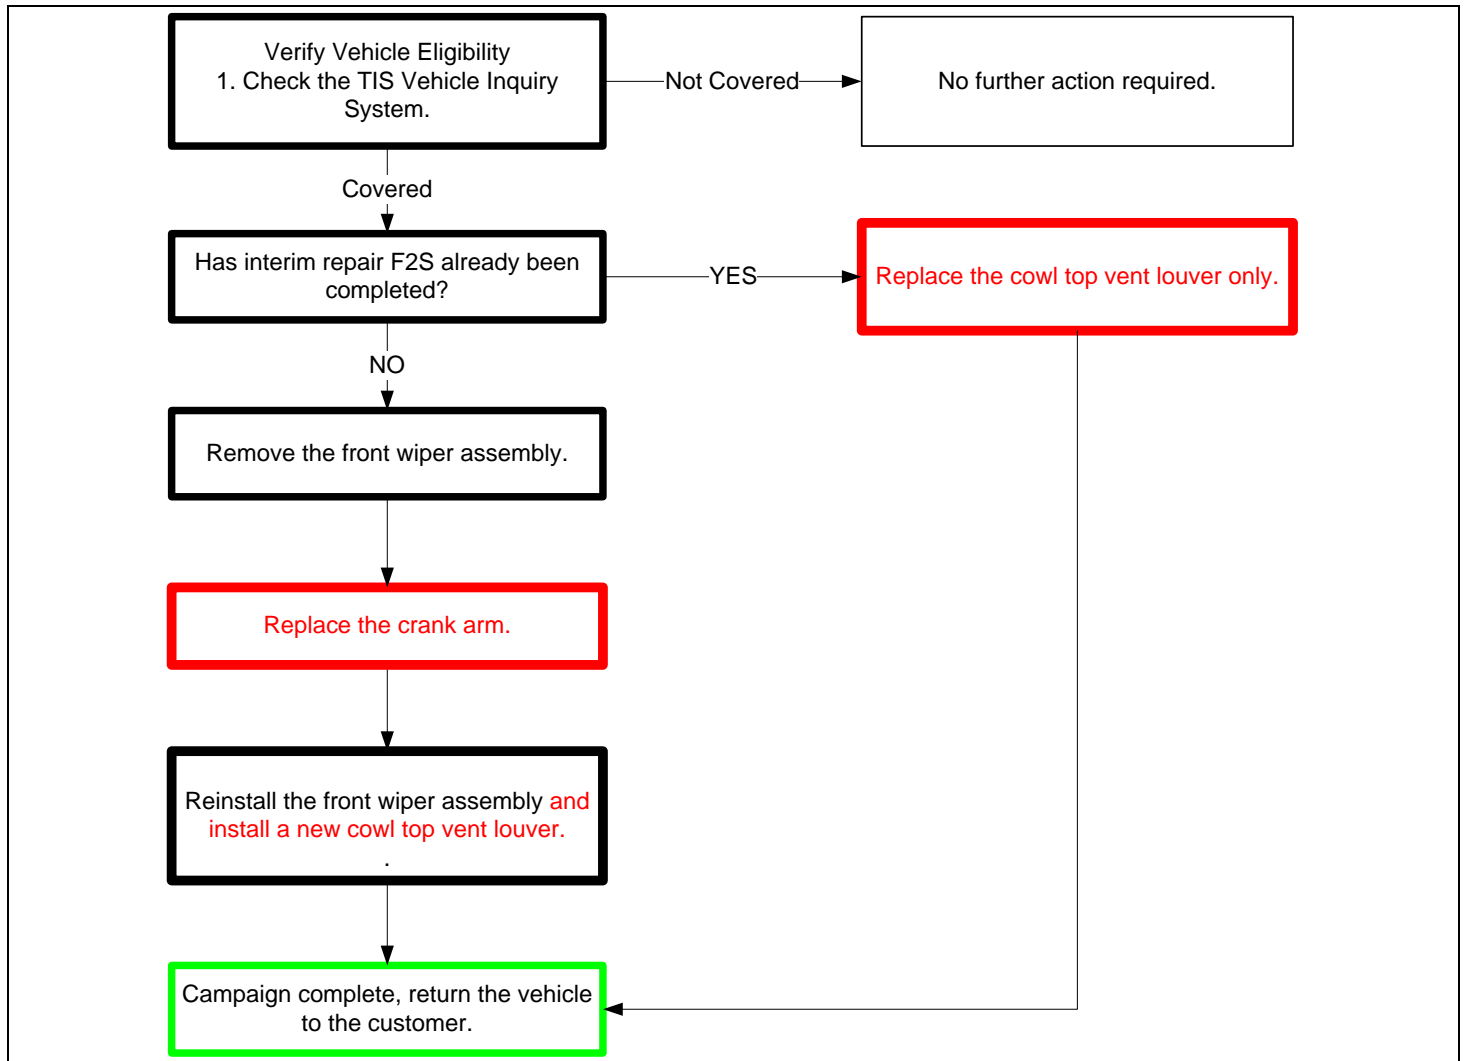 Verify Vehicle Eligibility
1. Check the TIS Vehicle Inquiry
System.
Not Covered
No further action required.
Covered
Has interim repair F2S already been
completed?
YES
Replace the cowl top vent louver only.
NO
Remove the front wiper assembly.
Replace the crank arm.
Reinstall the front wiper assembly and
install a new cowl top vent louver.
.
Campaign complete, return the vehicle
to the customer.